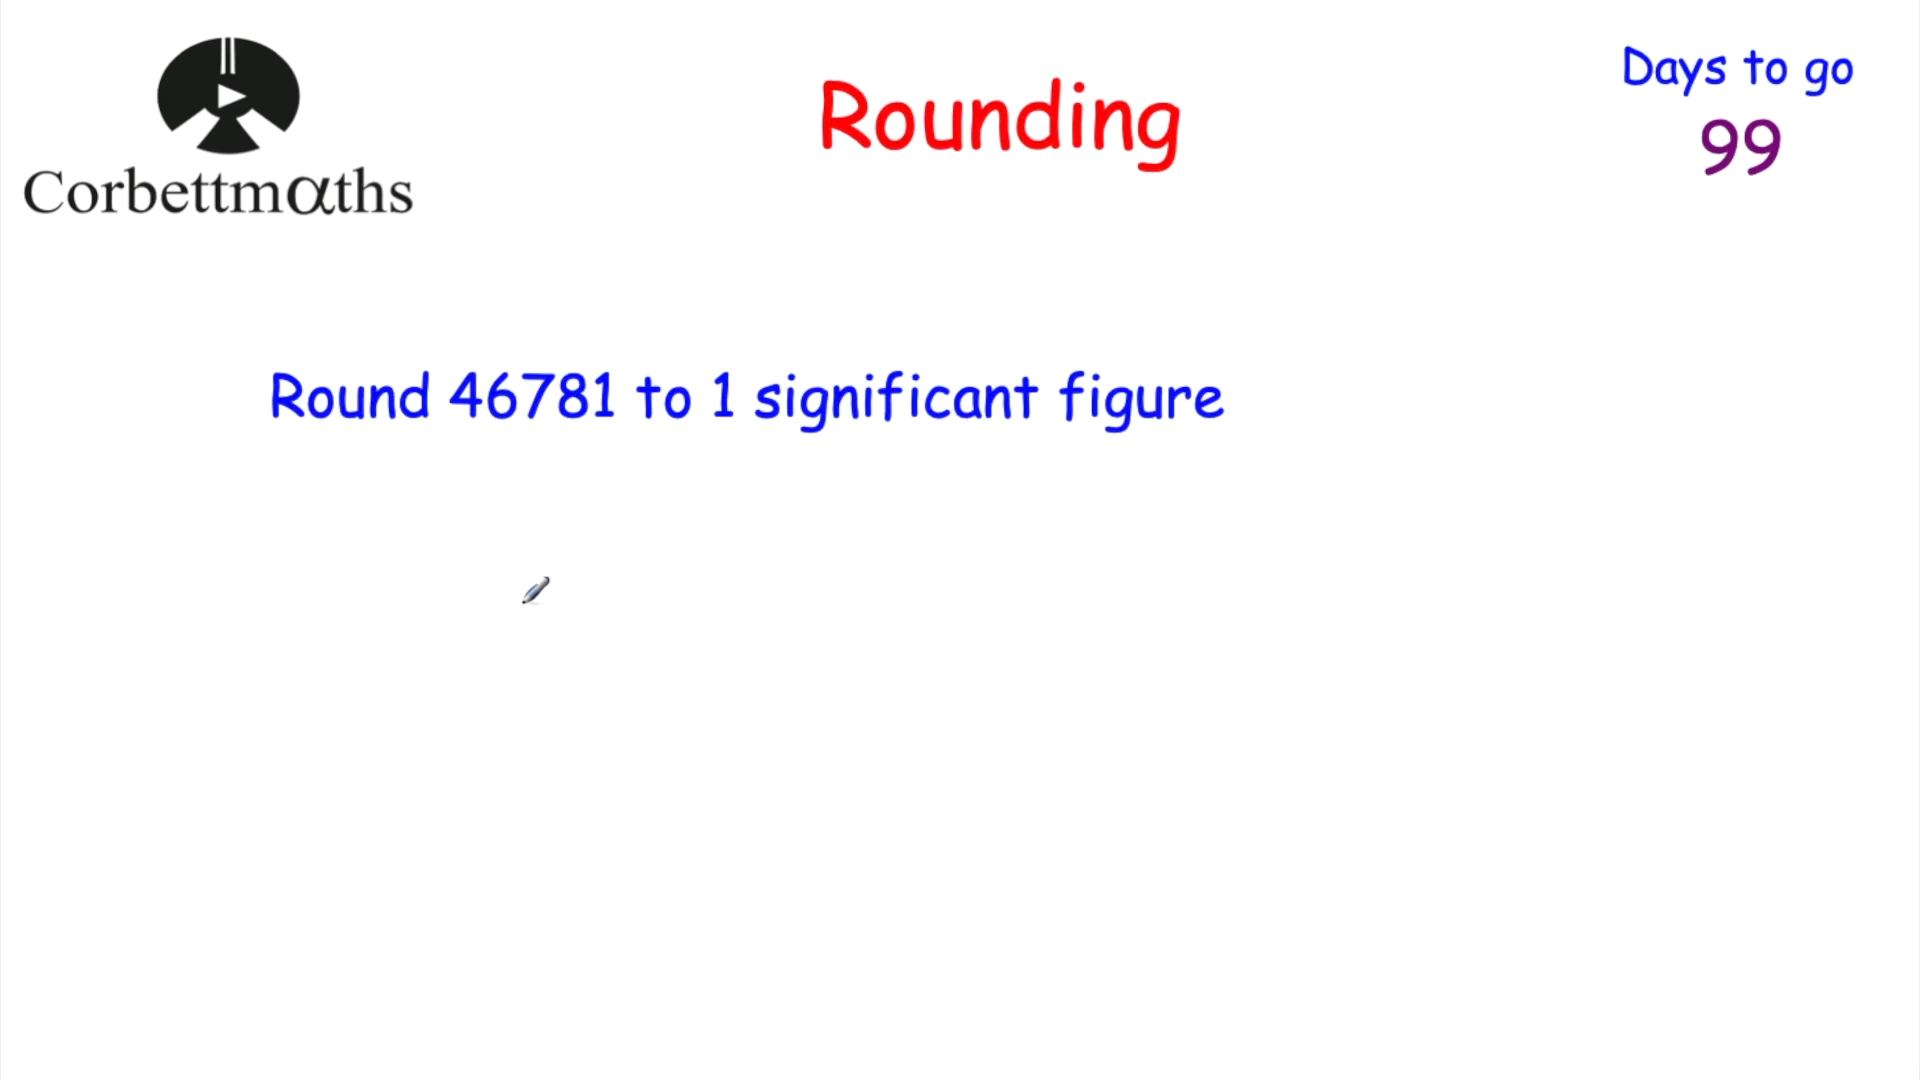 Corbettmαths
Rounding
Days to go
99
Round 46781 to 1 significant figure